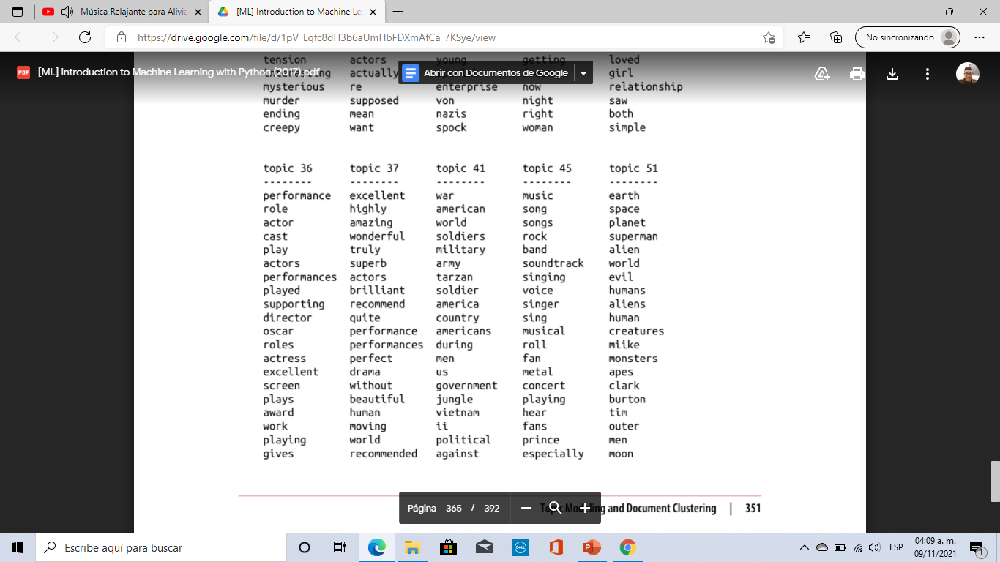 Música Relajante para Alivia
[ML] Introduction to Machine Le
https://drive.google.com/file/d/1pV_Lqfc8dH3b6aUmHbFDXmAfCa_7KSye/view
No sincronizando
tension actors young getting loved
PDF [ML] Introduction to Machine Learning with Python (2017).pdf actually Abrir con Documentos de Google girl
mysterious re enterprise now relationship
murder supposed von night saw
ending mean nazis right both
creepy want spock woman simple
topic 36 topic 37 topic 41 topic 45 topic 51
-------- -------- -------- -------- --------
performance excellent war music earth
role highly american song space
actor amazing world songs planet
cast wonderful soldiers rock superman
play truly military band alien
actors superb army soundtrack world
performances actors tarzan singing evil
played brilliant soldier voice humans
supporting recommend america singer aliens
director quite country sing human
oscar performance americans musical creatures
roles performances during roll miike
actress perfect men fan monsters
excellent drama us metal apes
screen without government concert clark
plays beautiful jungle playing burton
award human vietnam hear tim
work moving ii fans outer
playing world political prince men
gives recommended against especially moon
Página 365 / 392
Topic Modeling and Document Clustering | 351
Escribe aquí para buscar
DELL
ESP
04:09 a. m.
09/11/2021
1